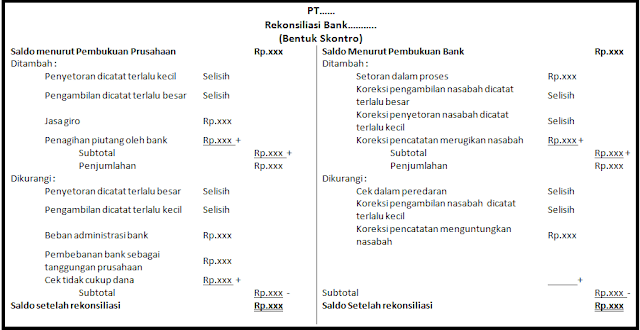 PT......
Rekonsiliasi Bank...........
(Bentuk Skontro)
Saldo menurut Pembukuan Prusahaan Rp.xxx
Ditambah :
Penyetoran dicatat terlalu kecil Selisih
Pengambilan dicatat terlalu besar Selisih
Jasa giro Rp.xxx
Penagihan piutang oleh bank Rp.xxx +
Subtotal Rp.xxx +
Penjumlahan Rp.xxx
Dikurangi :
Penyetoran dicatat terlalu besar Selisih
Pengambilan dicatat terlalu kecil Selisih
Beban administrasi bank Rp.xxx
Pembebanan bank sebagai
tanggungan prusahaan Rp.xxx
Cek tidak cukup dana Rp.xxx +
Subtotal Rp.xxx -
Saldo setelah rekonsiliasi Rp.xxx
Saldo Menurut Pembukuan Bank Rp.xxx
Ditambah :
Setoran dalam proses Rp.xxx
Koreksi pengambilan nasabah dicatat
terlalu besar Selisih
Koreksi penyetoran nasabah dicatat
terlalu kecil Selisih
Koreksi pencatatan merugikan nasabah Rp.xxx +
Subtotal Rp.xxx +
Penjumlahan Rp.xxx
Dikurangi :
Cek dalam peredaran Selisih
Koreksi pengambilan nasabah dicatat
terlalu kecil Selisih
Koreksi pencatatan menguntungkan
nasabah Rp.xxx
+
Subtotal Rp.xxx -
Saldo Setelah rekonsiliasi Rp.xxx